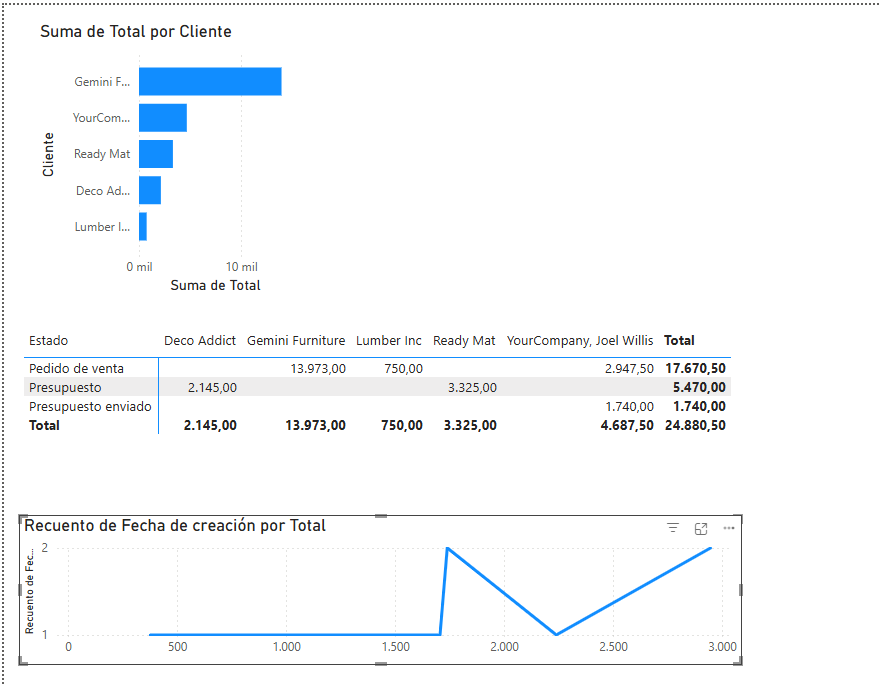 Suma de Total por Cliente
Cliente
Gemini F...
YourCom...
Ready Mat
Deco Ad...
Lumber I...
0 mil 10 mil
Suma de Total
Estado Deco Addict Gemini Furniture Lumber Inc Ready Mat YourCompany, Joel Willis Total
Pedido de venta 13.973,00 750,00 2.947,50 17.670,50
Presupuesto 2.145,00 3.325,00 5.470,00
Presupuesto enviado 1.740,00 1.740,00
Total 2.145,00 13.973,00 750,00 3.325,00 4.687,50 24.880,50
Recuento de Fecha de creación por Total
Recuento de Fec...
2
1
0 500 1.000 1.500 2.000 2.500 3.000